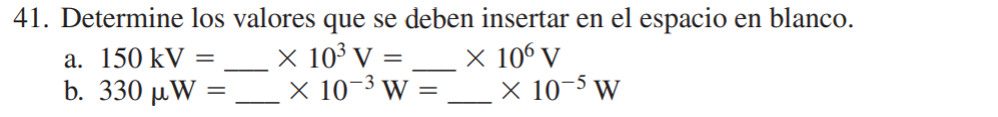 41. Determine los valores que se deben insertar en el espacio en blanco.
a. 150 kV = ___ × 10³ V = ___ × 10⁶ V
b. 330 μW = ___ × 10⁻³ W = ___ × 10⁻⁵ W